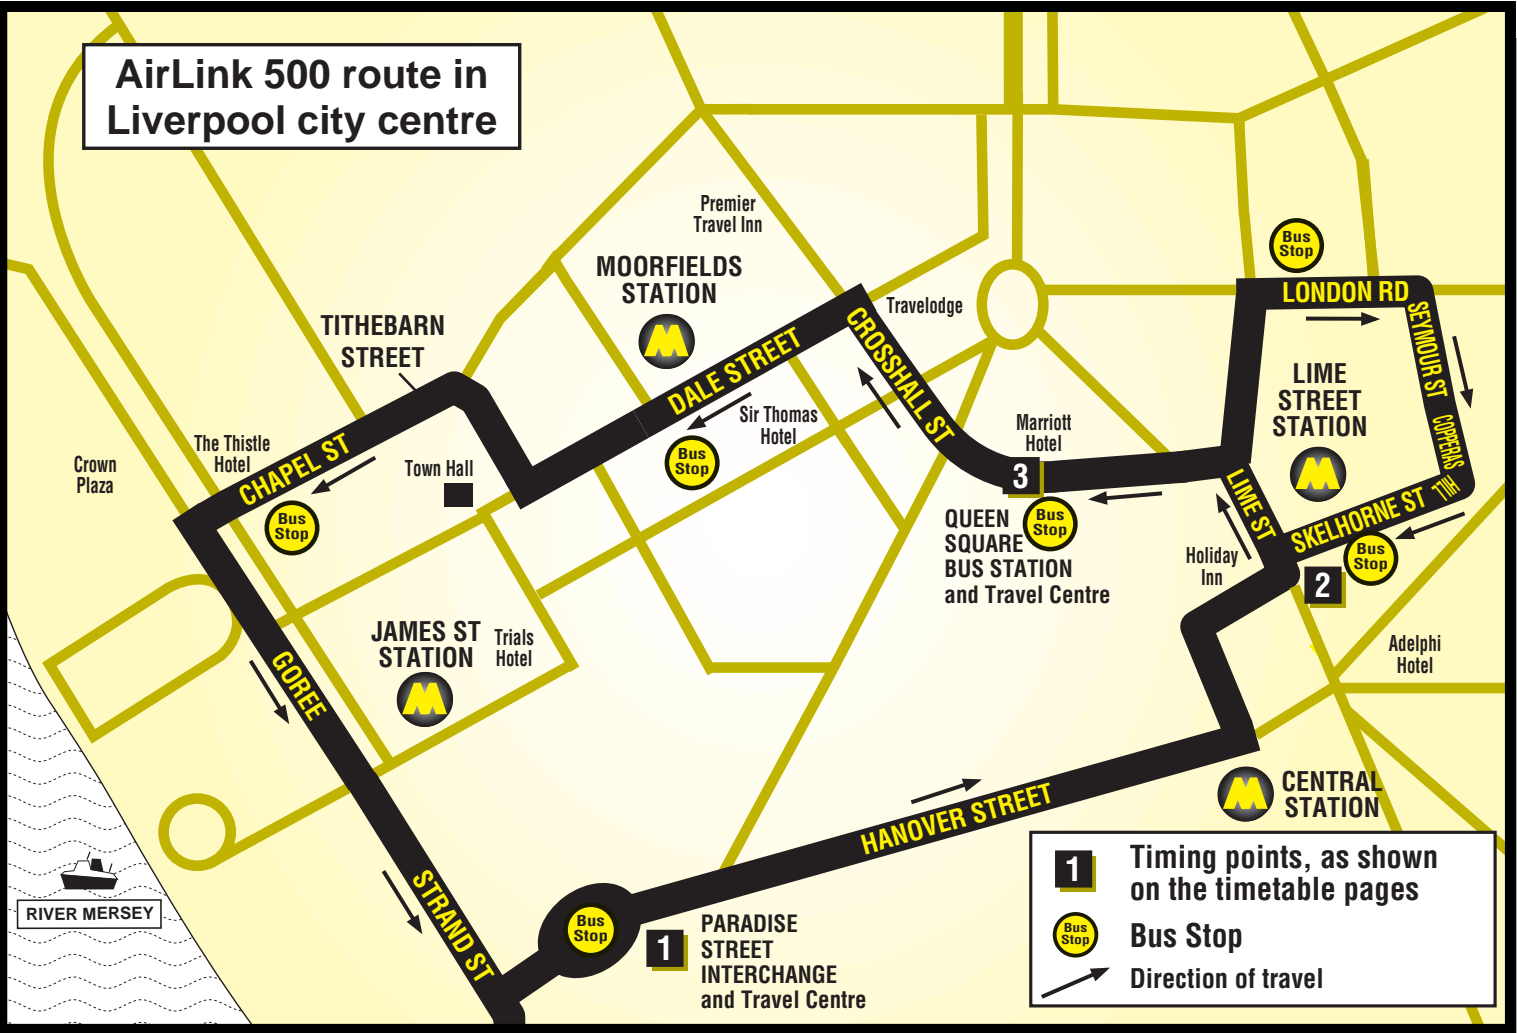 AirLink 500 route in
Liverpool city centre
Premier
Travel Inn
MOORFIELDS
STATION
TITHEBARN
STREET
Travelodge
Bus
Stop
LONDON RD
SEYMOUR ST
COPPERAS
HILL
SKELHORNE ST
LIME
STREET
STATION
CROSSHALL ST
DALE STREET
Sir Thomas
Hotel
Bus
Stop
Marriott
Hotel
3
Bus
Stop
QUEEN
SQUARE
BUS STATION
and Travel Centre
LIME ST
Holiday
Inn
Bus
Stop
2
Adelphi
Hotel
The Thistle
Hotel
Crown
Plaza
CHAPEL ST
Town Hall
Bus
Stop
JAMES ST
STATION
Trials
Hotel
GOREE
STRAND ST
RIVER MERSEY
HANOVER STREET
CENTRAL
STATION
Bus
Stop
1
PARADISE
STREET
INTERCHANGE
and Travel Centre
1
Timing points, as shown
on the timetable pages
Bus
Stop
Bus Stop
Direction of travel